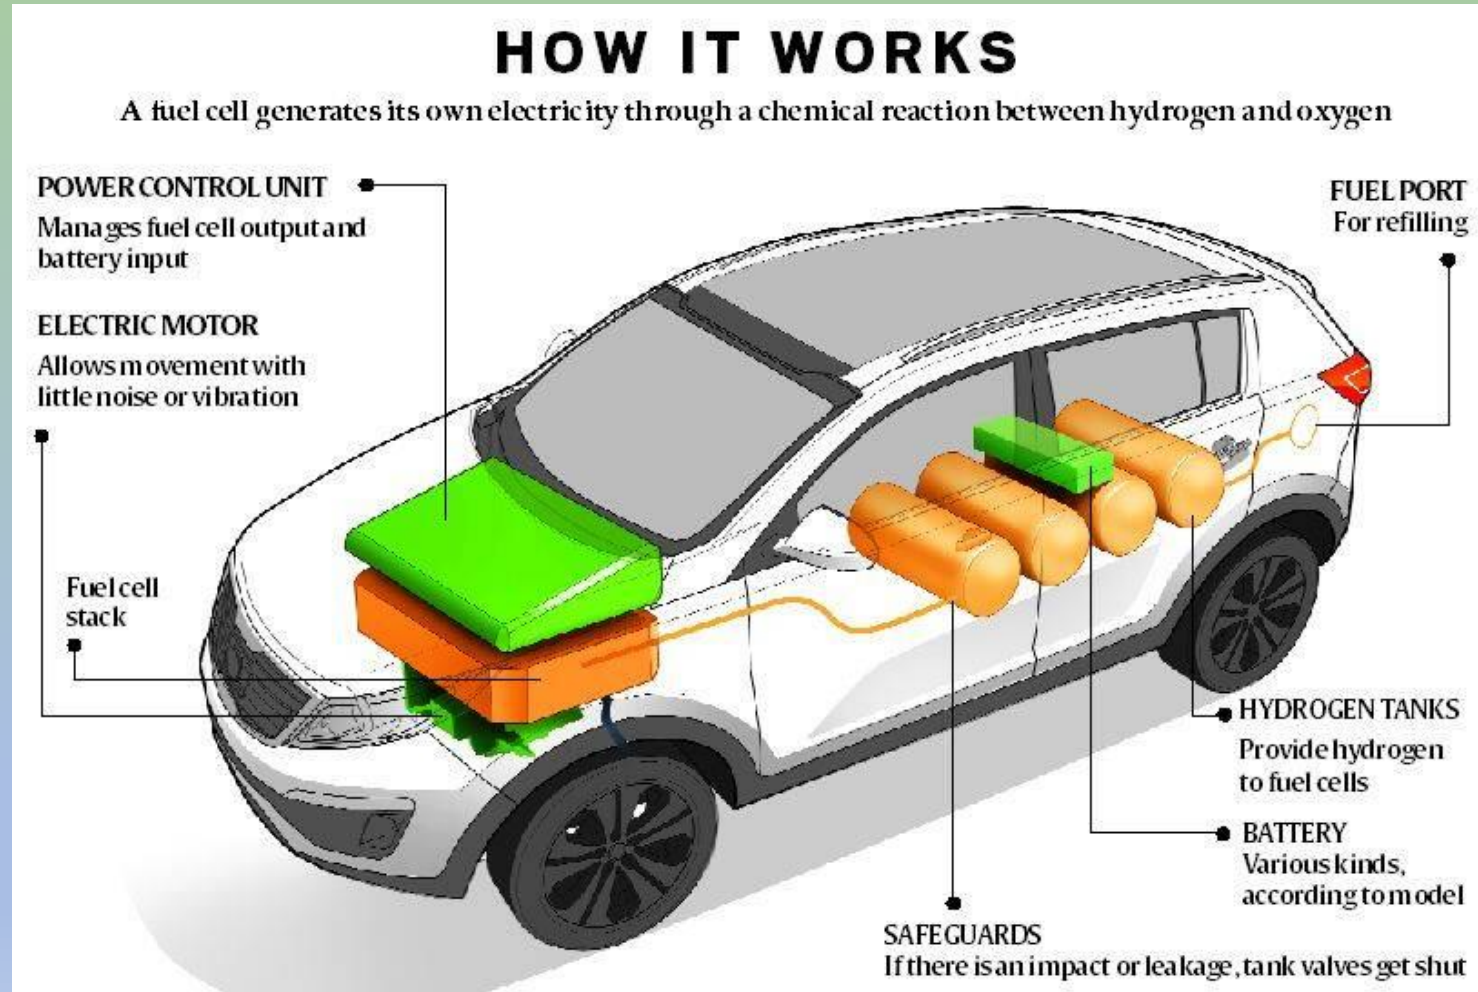 HOW IT WORKS
A fuel cell generates its own electricity through a chemical reaction between hydrogen and oxygen
POWER CONTROL UNIT
Manages fuel cell output and
battery input
ELECTRIC MOTOR
Allows movement with
little noise or vibration
Fuel cell
stack
FUEL PORT
For refilling
HYDROGEN TANKS
Provide hydrogen
to fuel cells
BATTERY
Various kinds,
according to model
SAFEGUARDS
If there is an impact or leakage, tank valves get shut